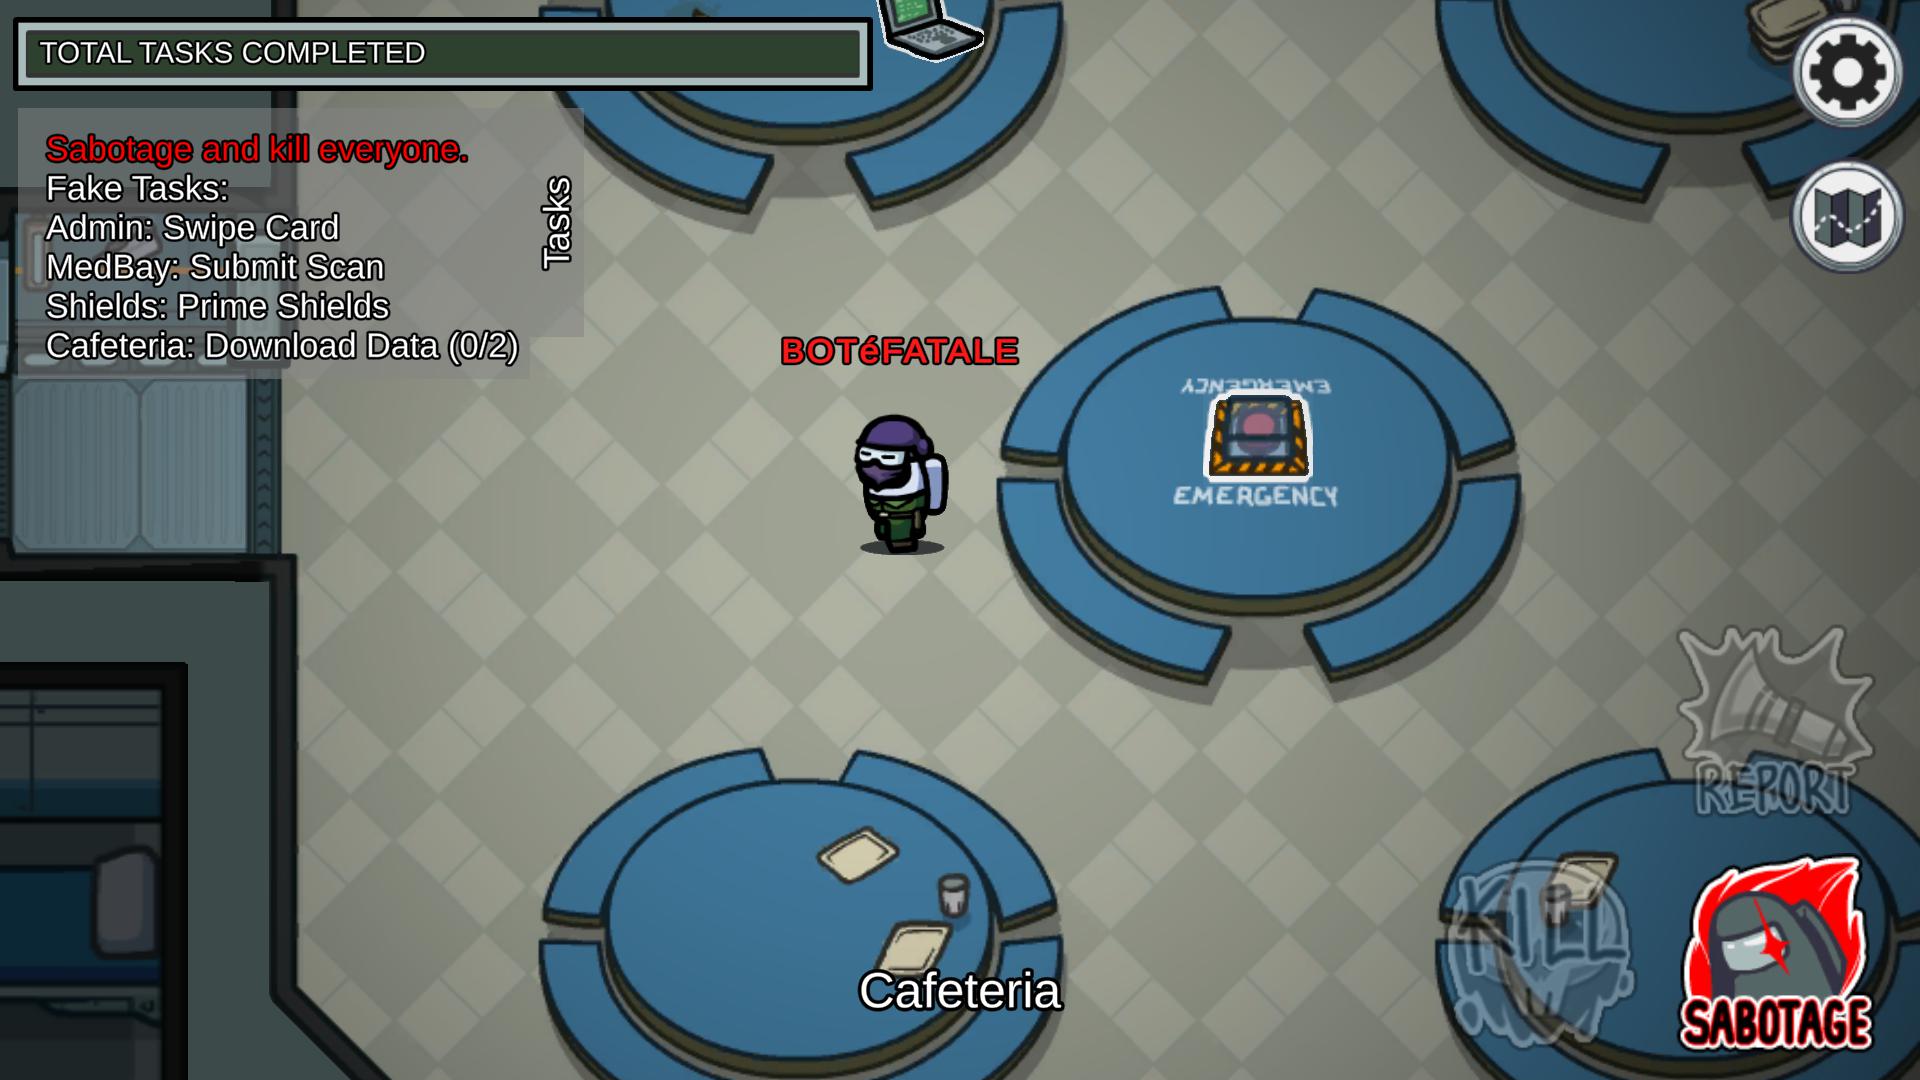 TOTAL TASKS COMPLETED
Sabotage and kill everyone.
Fake Tasks:
Admin: Swipe Card
MedBay: Submit Scan
Shields: Prime Shields
Cafeteria: Download Data (0/2)
Tasks
BOTéFATALE
EMERGENCY
EMERGENCY
REPORT
KILL
SABOTAGE
Cafeteria